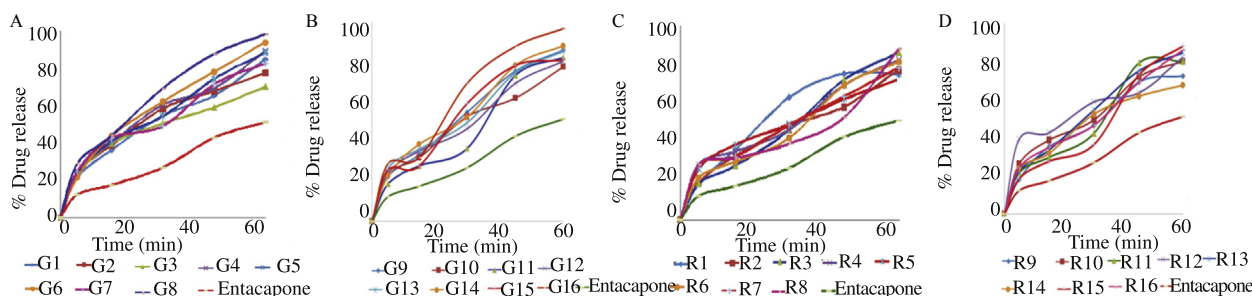 A
100
80
60
40
20
0
% Drug release
0
20
40
60
Time (min)
G1 G2 G3 G4 G5
G6 G7 G8 Entacapone
B
100
80
60
40
20
0
% Drug release
0
20
40
60
Time (min)
G9 G10 G11 G12
G13 G14 G15 G16 Entacapone
C
100
80
60
40
20
0
% Drug release
0
20
40
60
Time (min)
R1 R2 R3 R4 R5
R6 R7 R8 Entacapone
D
100
80
60
40
20
0
% Drug release
0
20
40
60
Time (min)
R9 R10 R11 R12 R13
R14 R15 R16 Entacapone